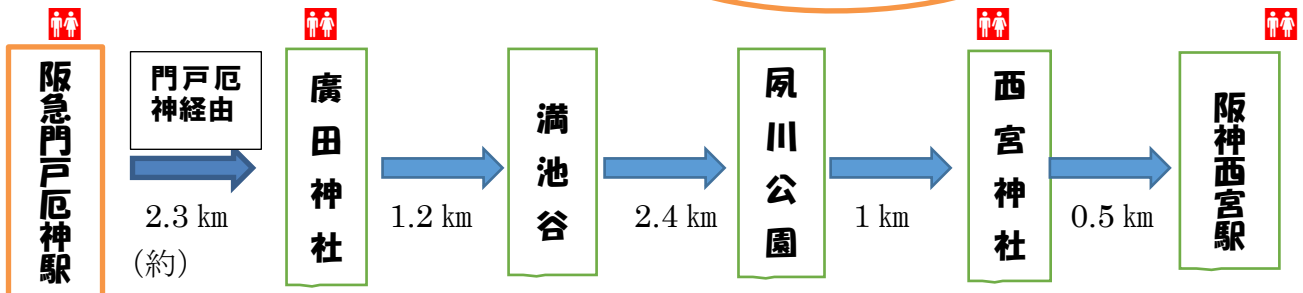 阪急門戸厄神駅
門戸厄
神経由
2.3 ㎞
(約)
廣田神社
1.2 ㎞
満池谷
2.4 ㎞
夙川公園
1 ㎞
西宮神社
0.5 ㎞
阪神西宮駅